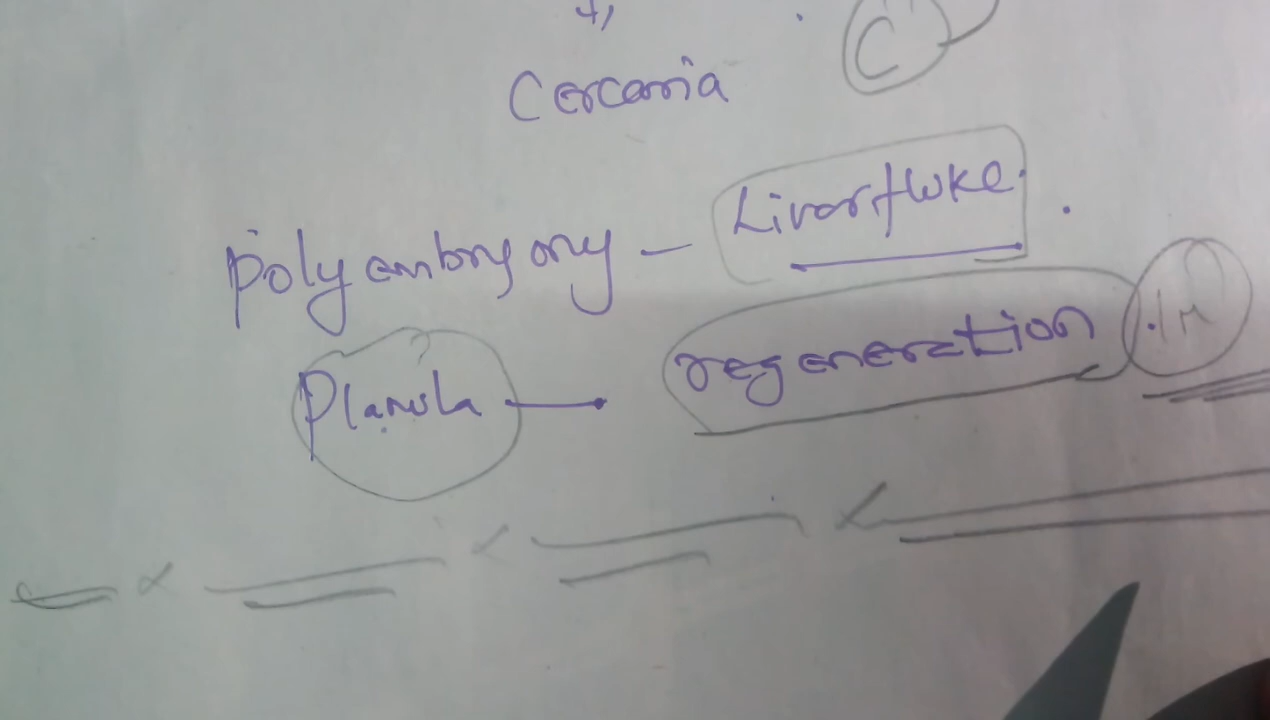 C
Cercaria
Polyembryony - Liverfluke.
Planula → regeneration